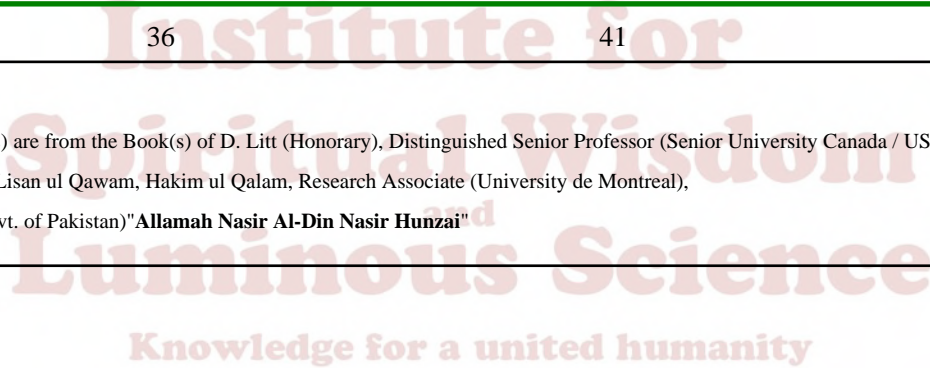 Institute for
36 41
Spiritual Wisdom
) are from the Book(s) of D. Litt (Honorary), Distinguished Senior Professor (Senior University Canada / US
Lisan ul Qawam, Hakim ul Qalam, Research Associate (University de Montreal),
and
vt. of Pakistan)"Allamah Nasir Al-Din Nasir Hunzai"
Luminous Science
Knowledge for a united humanity